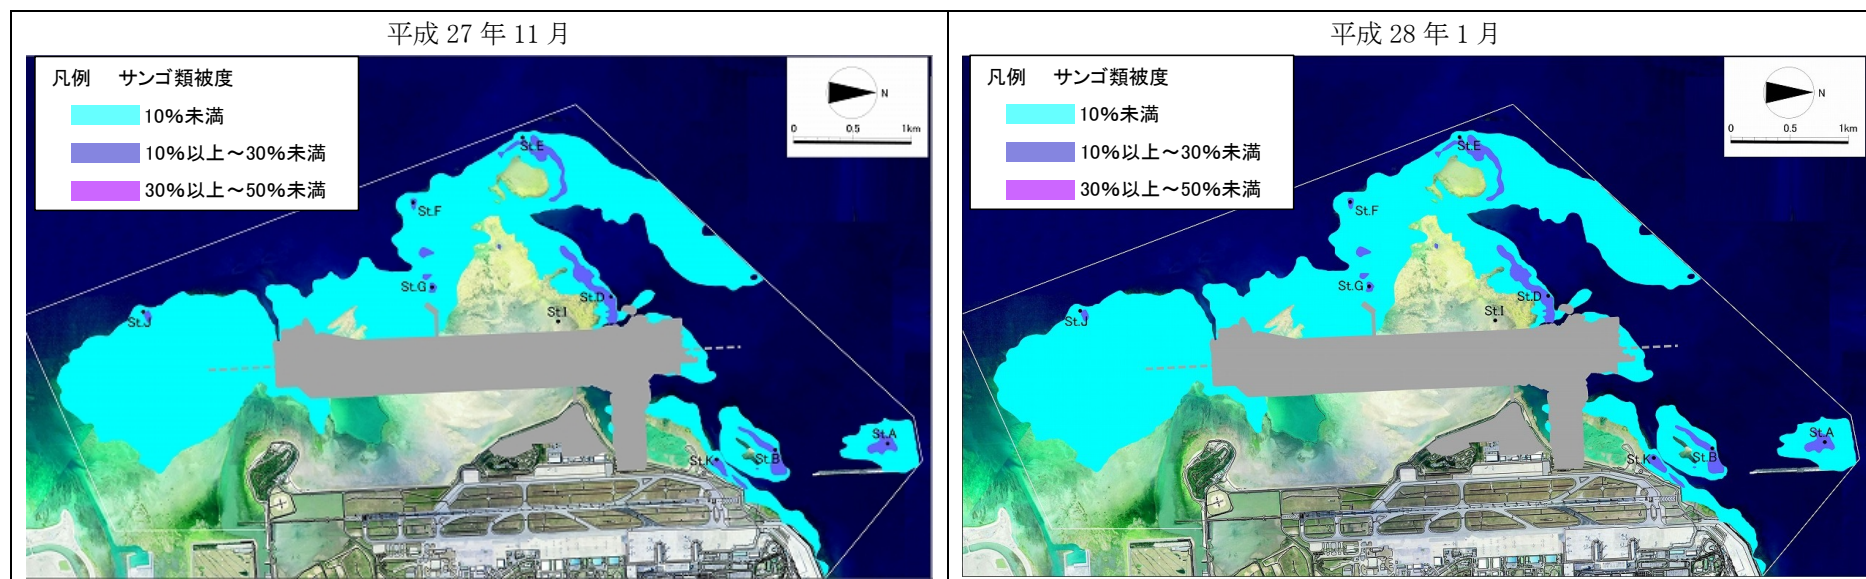 平成 27 年 11 月
凡例 サンゴ類被度
10%未満
10%以上~30%未満
30%以上~50%未満
N
0 0.5 1km
St.E
St.F
St.G
St.D
St.I
St.J
St.A
St.B
St.K
平成 28 年 1 月
凡例 サンゴ類被度
10%未満
10%以上~30%未満
30%以上~50%未満
N
0 0.5 1km
St.E
St.F
St.G
St.D
St.I
St.J
St.A
St.B
St.K